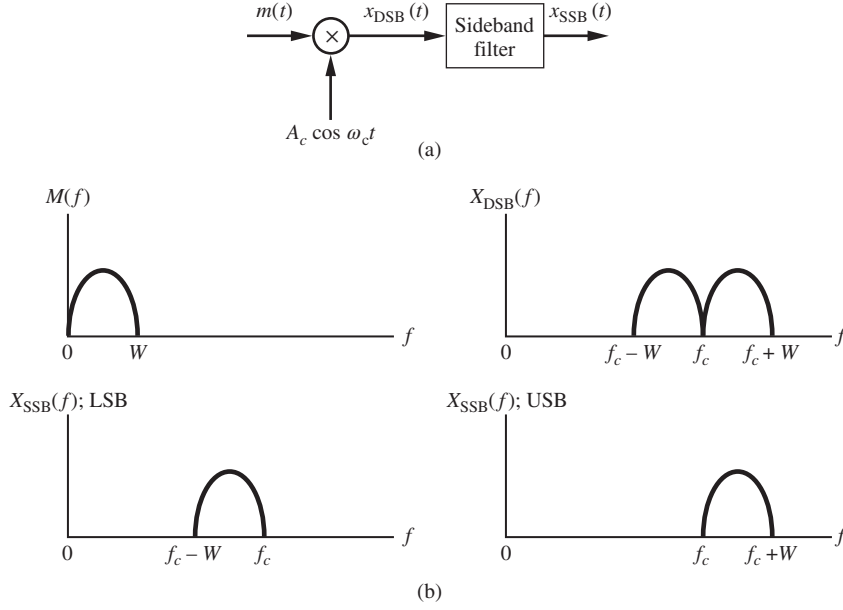 m(t) x_DSB (t) Sideband filter x_SSB (t)
×
A_c cos ω_c t
(a)
M(f) X_DSB(f)
0 W f 0 f_c – W f_c f_c + W f
X_SSB(f); LSB X_SSB(f); USB
0 f_c – W f_c f 0 f_c f_c +W f
(b)